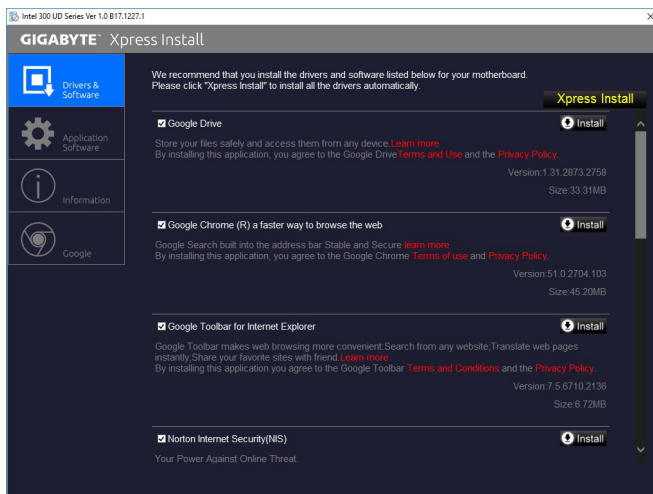 Intel 300 UD Series Ver 1.0 B17.1227.1
GIGABYTE™ Xpress Install
Drivers &
Software
Application
Software
Information
Google
We recommend that you install the drivers and software listed below for your motherboard.
Please click "Xpress Install" to install all the drivers automatically.
Xpress Install
Google Drive
Install
Store your files safely and access them from any device.Learn more
By installing this application, you agree to the Google DriveTerms and Use and the Privacy Policy.
Version:1.31.2873.2758
Size:33.31MB
Google Chrome (R) a faster way to browse the web
Install
Google Search built into the address bar Stable and Secure learn more
By installing this application, you agree to the Google Chrome Terms of use and Privacy Policy.
Version:51.0.2704.103
Size:45.20MB
Google Toolbar for Internet Explorer
Install
Google Toolbar makes web browsing more convenient:Search from any website;Translate web pages
instantly;Share your favorite sites with friend.Learn more
By installing this application you agree to the Google Toolbar Terms and Conditions and the Privacy Policy.
Version:7.5.6710.2136
Size:6.72MB
Norton Internet Security(NIS)
Install
Your Power Against Online Threat.